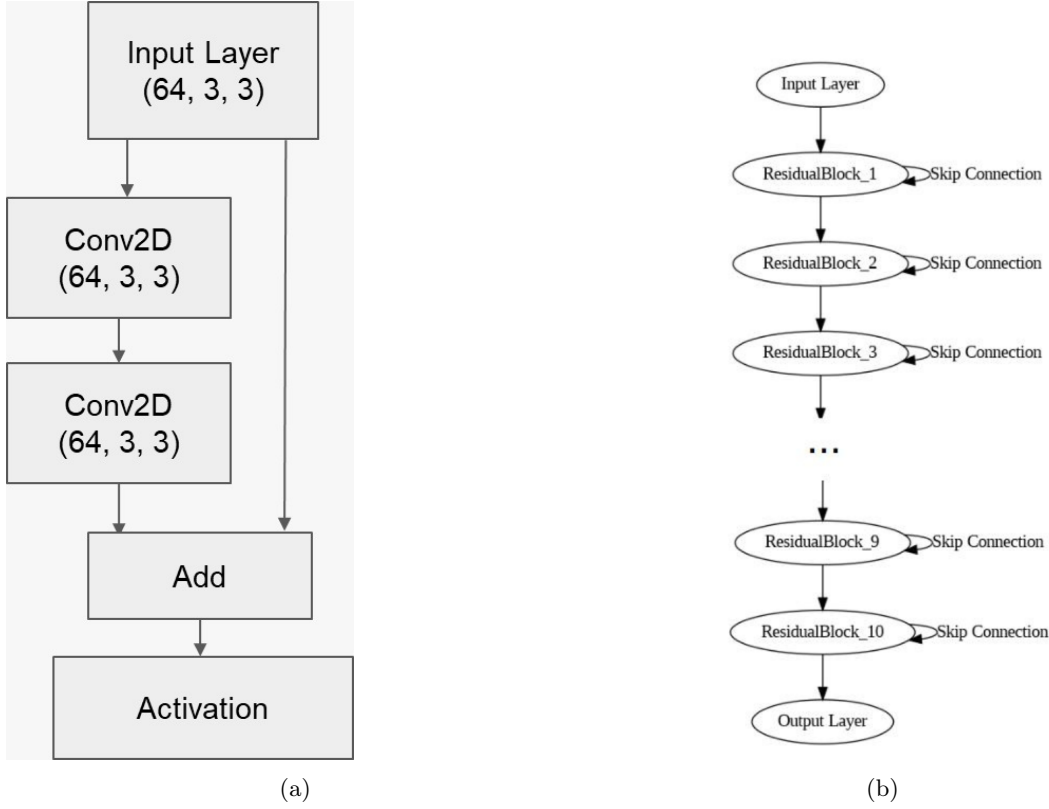 Input Layer
(64, 3, 3)
Conv2D
(64, 3, 3)
Conv2D
(64, 3, 3)
Add
Activation
(a)
Input Layer
ResidualBlock_1
Skip Connection
ResidualBlock_2
Skip Connection
ResidualBlock_3
Skip Connection
...
ResidualBlock_9
Skip Connection
ResidualBlock_10
Skip Connection
Output Layer
(b)